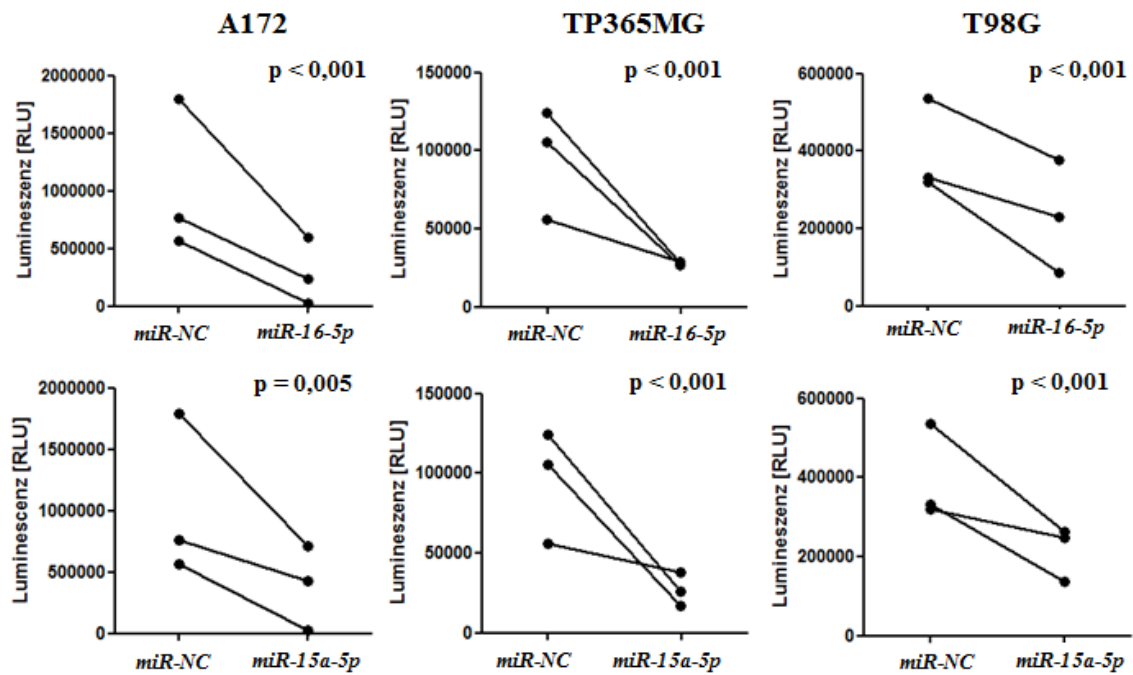 A172
TP365MG
T98G
p < 0,001
Lumineszenz [RLU]
2000000
1500000
1000000
500000
0
miR-NC
miR-16-5p
p < 0,001
Lumineszenz [RLU]
150000
100000
50000
0
miR-NC
miR-16-5p
p < 0,001
Lumineszenz [RLU]
600000
400000
200000
0
miR-NC
miR-16-5p
p = 0,005
Luminescenz [RLU]
2000000
1500000
1000000
500000
0
miR-NC
miR-15a-5p
p < 0,001
Lumineszenz [RLU]
150000
100000
50000
0
miR-NC
miR-15a-5p
p < 0,001
Lumineszenz [RLU]
600000
400000
200000
0
miR-NC
miR-15a-5p